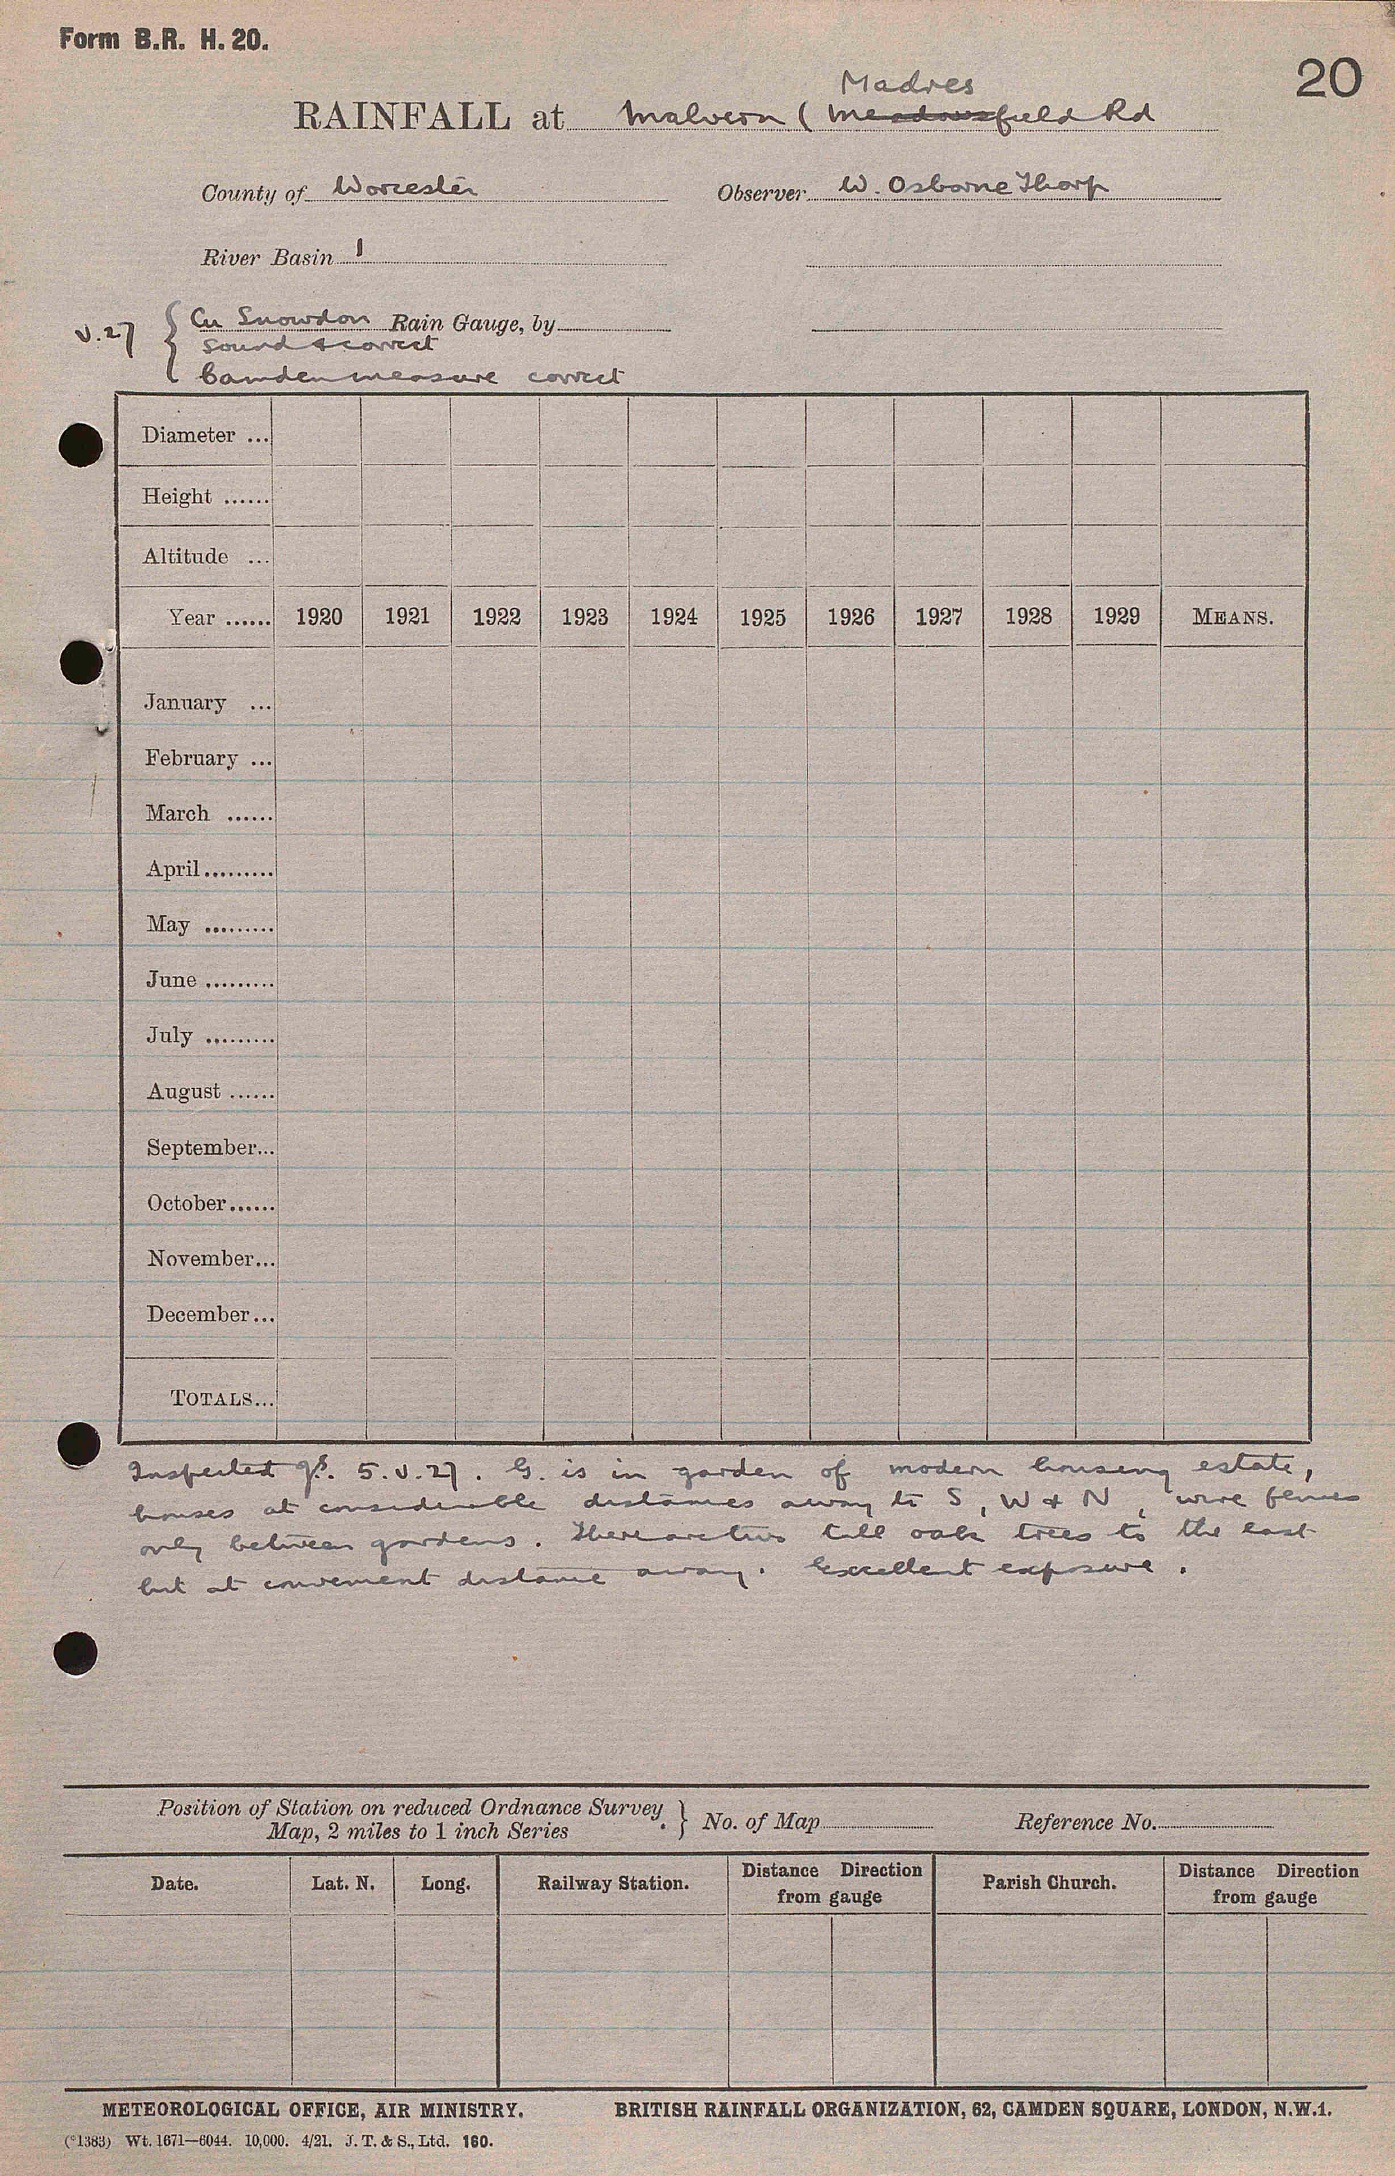 Form B.R. H. 20.
20
Madres
RAINFALL at Malvern ( Meadowsfield Rd
County of Worcester Observer W. Osborne Thorp
River Basin 1
V.27 { Cu Snowdon Rain Gauge, by
Sound & correct
Camden measure correct
Diameter ...
Height ......
Altitude ...
Year ...... 1920 1921 1922 1923 1924 1925 1926 1927 1928 1929 MEANS.
January ...
February ...
March ......
April.........
May .........
June .........
July .........
August ......
September...
October......
November...
December...
TOTALS...
Inspected 5.V.27. G. is in garden of modern housing estate,
houses at considerable distances away to S, W & N, wire fences
only between gardens. There are two tall oak trees to the east
but at convenient distance away. Excellent exposure.
Position of Station on reduced Ordnance Survey } No. of Map Reference No.
Map, 2 miles to 1 inch Series
Date. Lat. N. Long. Railway Station. Distance Direction from gauge Parish Church. Distance Direction from gauge
METEOROLOGICAL OFFICE, AIR MINISTRY. BRITISH RAINFALL ORGANIZATION, 62, CAMDEN SQUARE, LONDON, N.W.1.
(*1383) Wt. 1671—6044. 10,000. 4/21. J. T. & S., Ltd. 160.